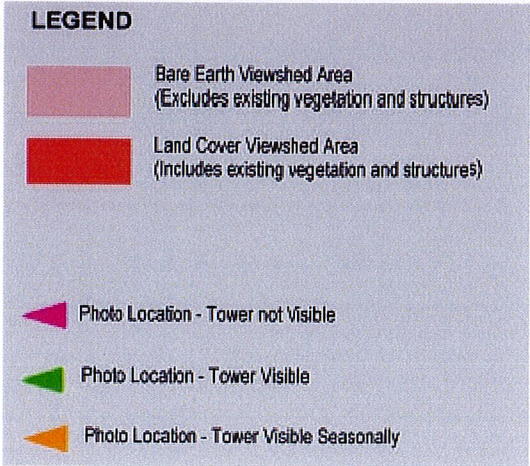 LEGEND
Bare Earth Viewshed Area
(Excludes existing vegetation and structures)
Land Cover Viewshed Area
(Includes existing vegetation and structures)
Photo Location - Tower not Visible
Photo Location - Tower Visible
Photo Location - Tower Visible Seasonally